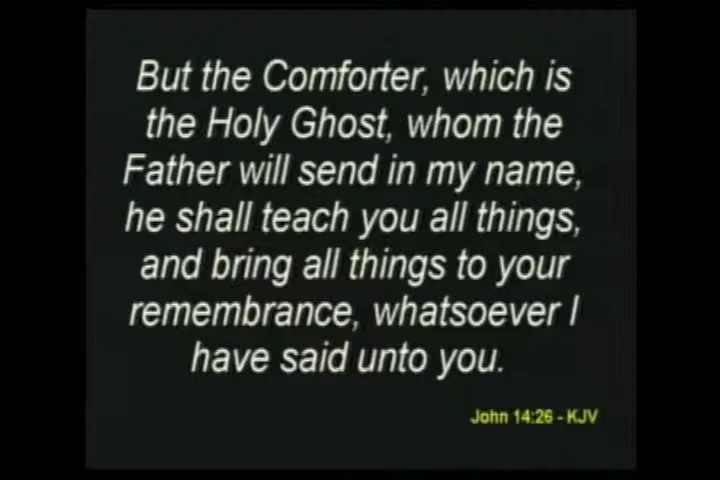 But the Comforter, which is
the Holy Ghost, whom the
Father will send in my name,
he shall teach you all things,
and bring all things to your
remembrance, whatsoever I
have said unto you.
John 14:26 - KJV